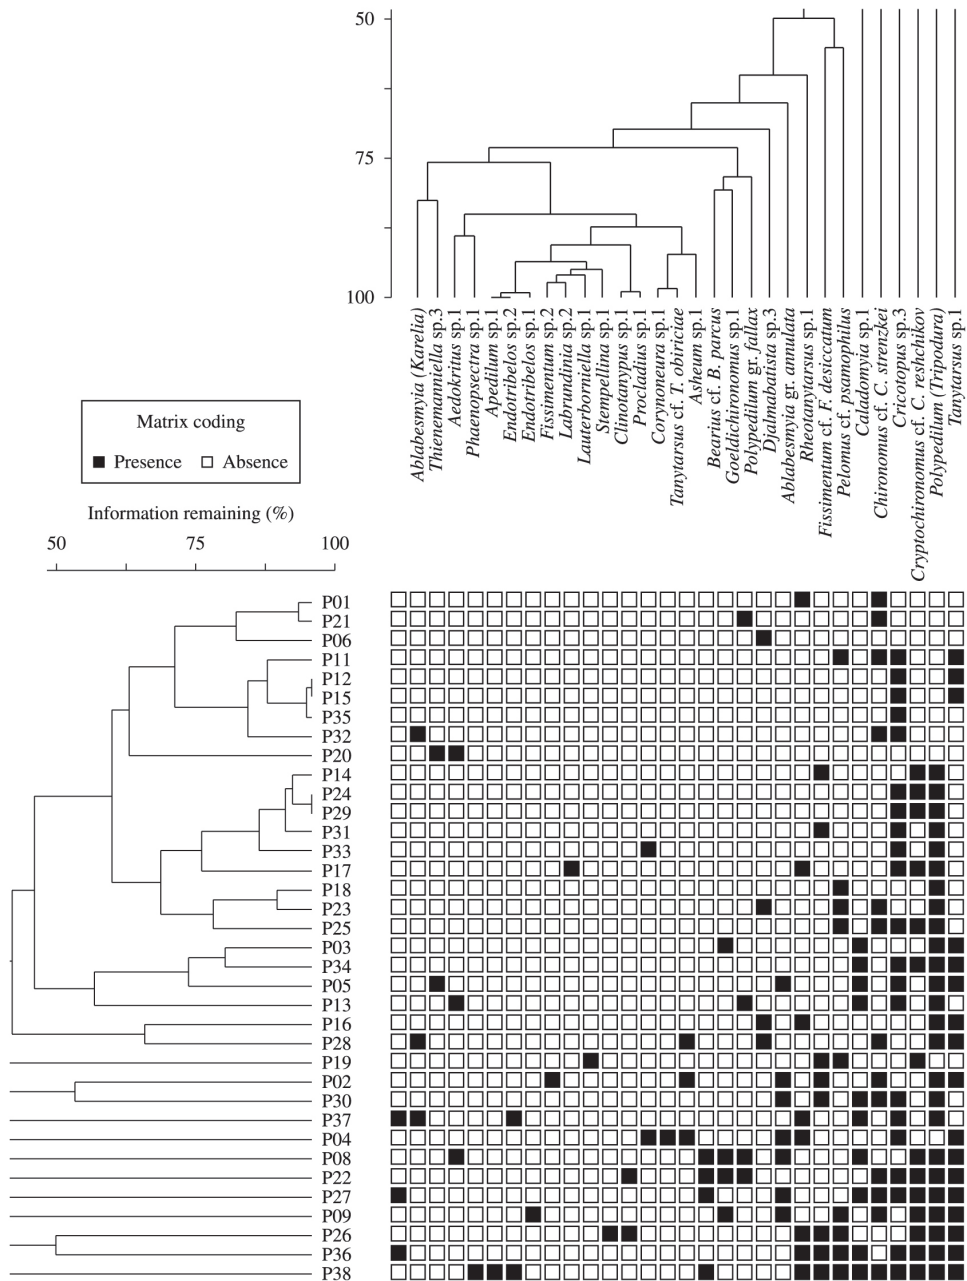 50
75
100
Ablabesmyia (Karelia)
Thienemanniella sp.3
Aedokritus sp.1
Phaenopsectra sp.1
Apedilum sp.1
Endotribelos sp.2
Endotribelos sp.1
Fissimentum sp.2
Labrundinia sp.2
Lauterborniella sp.1
Stempellina sp.1
Clinotanypus sp.1
Procladius sp.1
Corynoneura sp.1
Tanytarsus cf. T. obiriciae
Asheum sp.1
Bearius cf. B. parcus
Goeldichironomus sp.1
Polypedilum gr. fallax
Djalmabatista sp.3
Ablabesmyia gr. annulata
Rheotanytarsus sp.1
Fissimentum cf. F. desiccatum
Pelomus cf. psamophilus
Caladomyia sp.1
Chironomus cf. C. strenzkei
Cricotopus sp.3
Cryptochironomus cf. C. reshchikov
Polypedilum (Tripodura)
Tanytarsus sp.1
Matrix coding
Presence Absence
Information remaining (%)
50 75 100
P01
P21
P06
P11
P12
P15
P35
P32
P20
P14
P24
P29
P31
P33
P17
P18
P23
P25
P03
P34
P05
P13
P16
P28
P19
P02
P30
P37
P04
P08
P22
P27
P09
P26
P36
P38